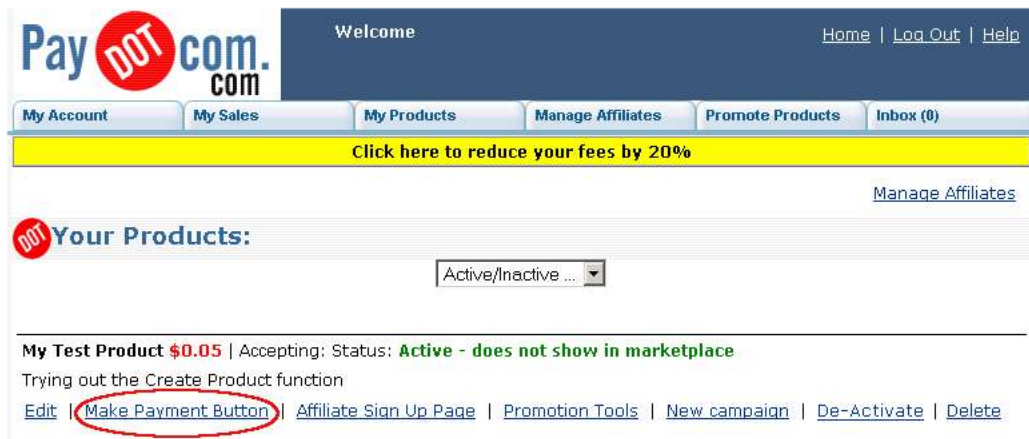 Pay DOT com.
com
Welcome
Home | Log Out | Help
My Account My Sales My Products Manage Affiliates Promote Products Inbox (0)
Click here to reduce your fees by 20%
Manage Affiliates
DOT Your Products:
Active/Inactive ...
My Test Product $0.05 | Accepting: Status: Active - does not show in marketplace
Trying out the Create Product function
Edit | Make Payment Button | Affiliate Sign Up Page | Promotion Tools | New campaign | De-Activate | Delete